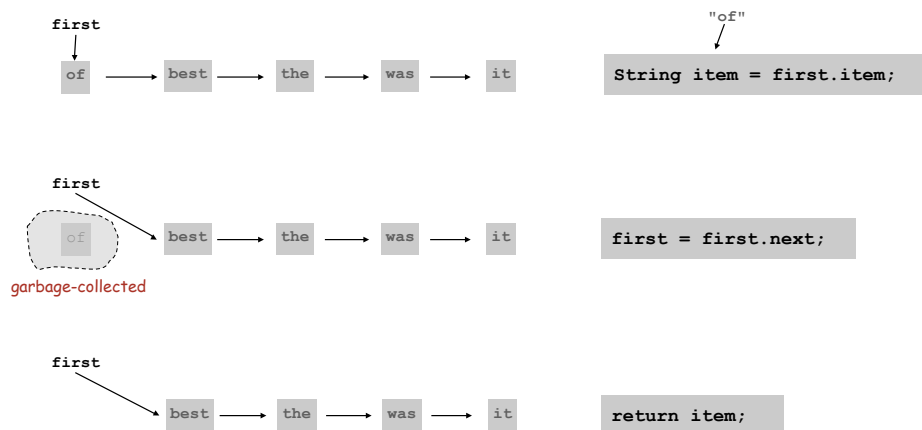 first
"of"
of best the was it
String item = first.item;
first
of best the was it
first = first.next;
garbage-collected
first
best the was it
return item;